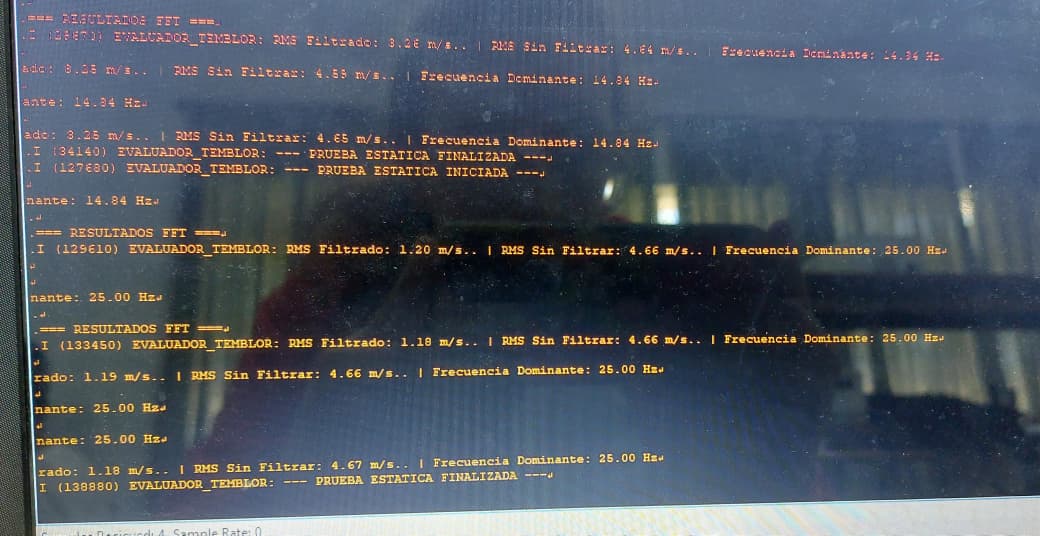 === RESULTADOS FFT ===
.I (28670) EVALUADOR_TEMBLOR: RMS Filtrado: 3.26 m/s.. | RMS Sin Filtrar: 4.64 m/s.. | Frecuencia Dominante: 14.84 Hz
ado: 3.25 m/s.. | RMS Sin Filtrar: 4.59 m/s.. | Frecuencia Dominante: 14.84 Hz
ante: 14.84 Hz
ado: 3.25 m/s.. | RMS Sin Filtrar: 4.65 m/s.. | Frecuencia Dominante: 14.84 Hz
.I (34140) EVALUADOR_TEMBLOR: --- PRUEBA ESTATICA FINALIZADA ---
.I (127680) EVALUADOR_TEMBLOR: --- PRUEBA ESTATICA INICIADA ---
nante: 14.84 Hz
.=== RESULTADOS FFT ===
.I (129610) EVALUADOR_TEMBLOR: RMS Filtrado: 1.20 m/s.. | RMS Sin Filtrar: 4.66 m/s.. | Frecuencia Dominante: 25.00 Hz
nante: 25.00 Hz
.=== RESULTADOS FFT ===
.I (133450) EVALUADOR_TEMBLOR: RMS Filtrado: 1.18 m/s.. | RMS Sin Filtrar: 4.66 m/s.. | Frecuencia Dominante: 25.00 Hz
rado: 1.19 m/s.. | RMS Sin Filtrar: 4.66 m/s.. | Frecuencia Dominante: 25.00 Hz
nante: 25.00 Hz
nante: 25.00 Hz
rado: 1.18 m/s.. | RMS Sin Filtrar: 4.67 m/s.. | Frecuencia Dominante: 25.00 Hz
I (138880) EVALUADOR_TEMBLOR: --- PRUEBA ESTATICA FINALIZADA ---
Sample Rate: 0